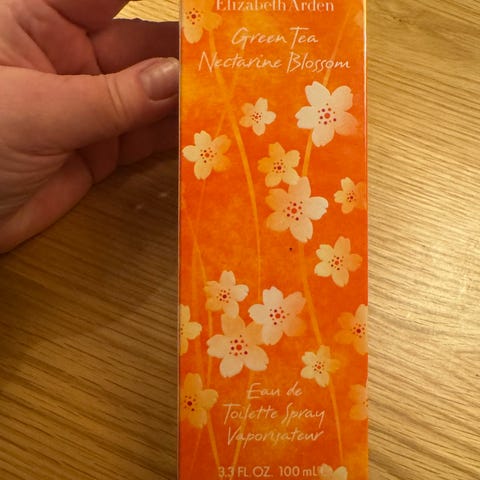 Elizabeth Arden
Green Tea
Nectarine Blossom
Eau de
Toilette Spray
Vaporisateur
3.3 FL. OZ. 100 mL